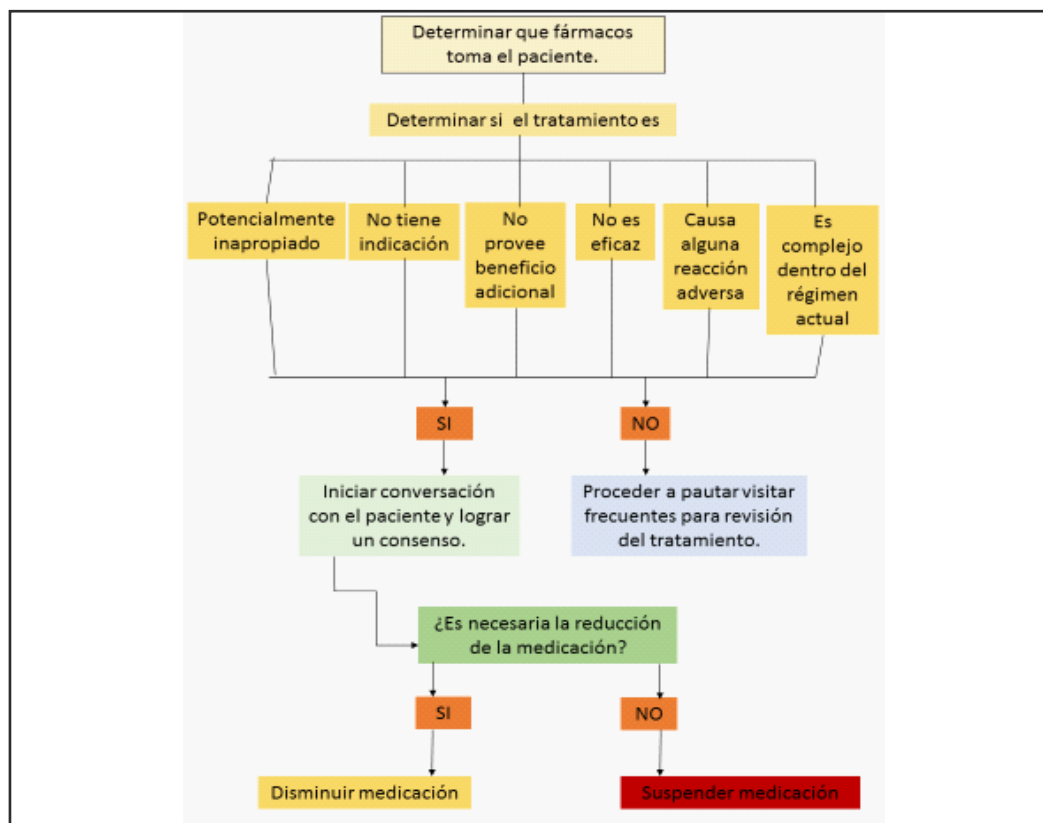 Determinar que fármacos
toma el paciente.
Determinar si el tratamiento es
Potencialmente
inapropiado
No tiene
indicación
No
provee
beneficio
adicional
No es
eficaz
Causa
alguna
reacción
adversa
Es
complejo
dentro del
régimen
actual
SI
NO
Iniciar conversación
con el paciente y lograr
un consenso.
Proceder a pautar visitar
frecuentes para revisión
del tratamiento.
¿Es necesaria la reducción
de la medicación?
SI
NO
Disminuir medicación
Suspender medicación